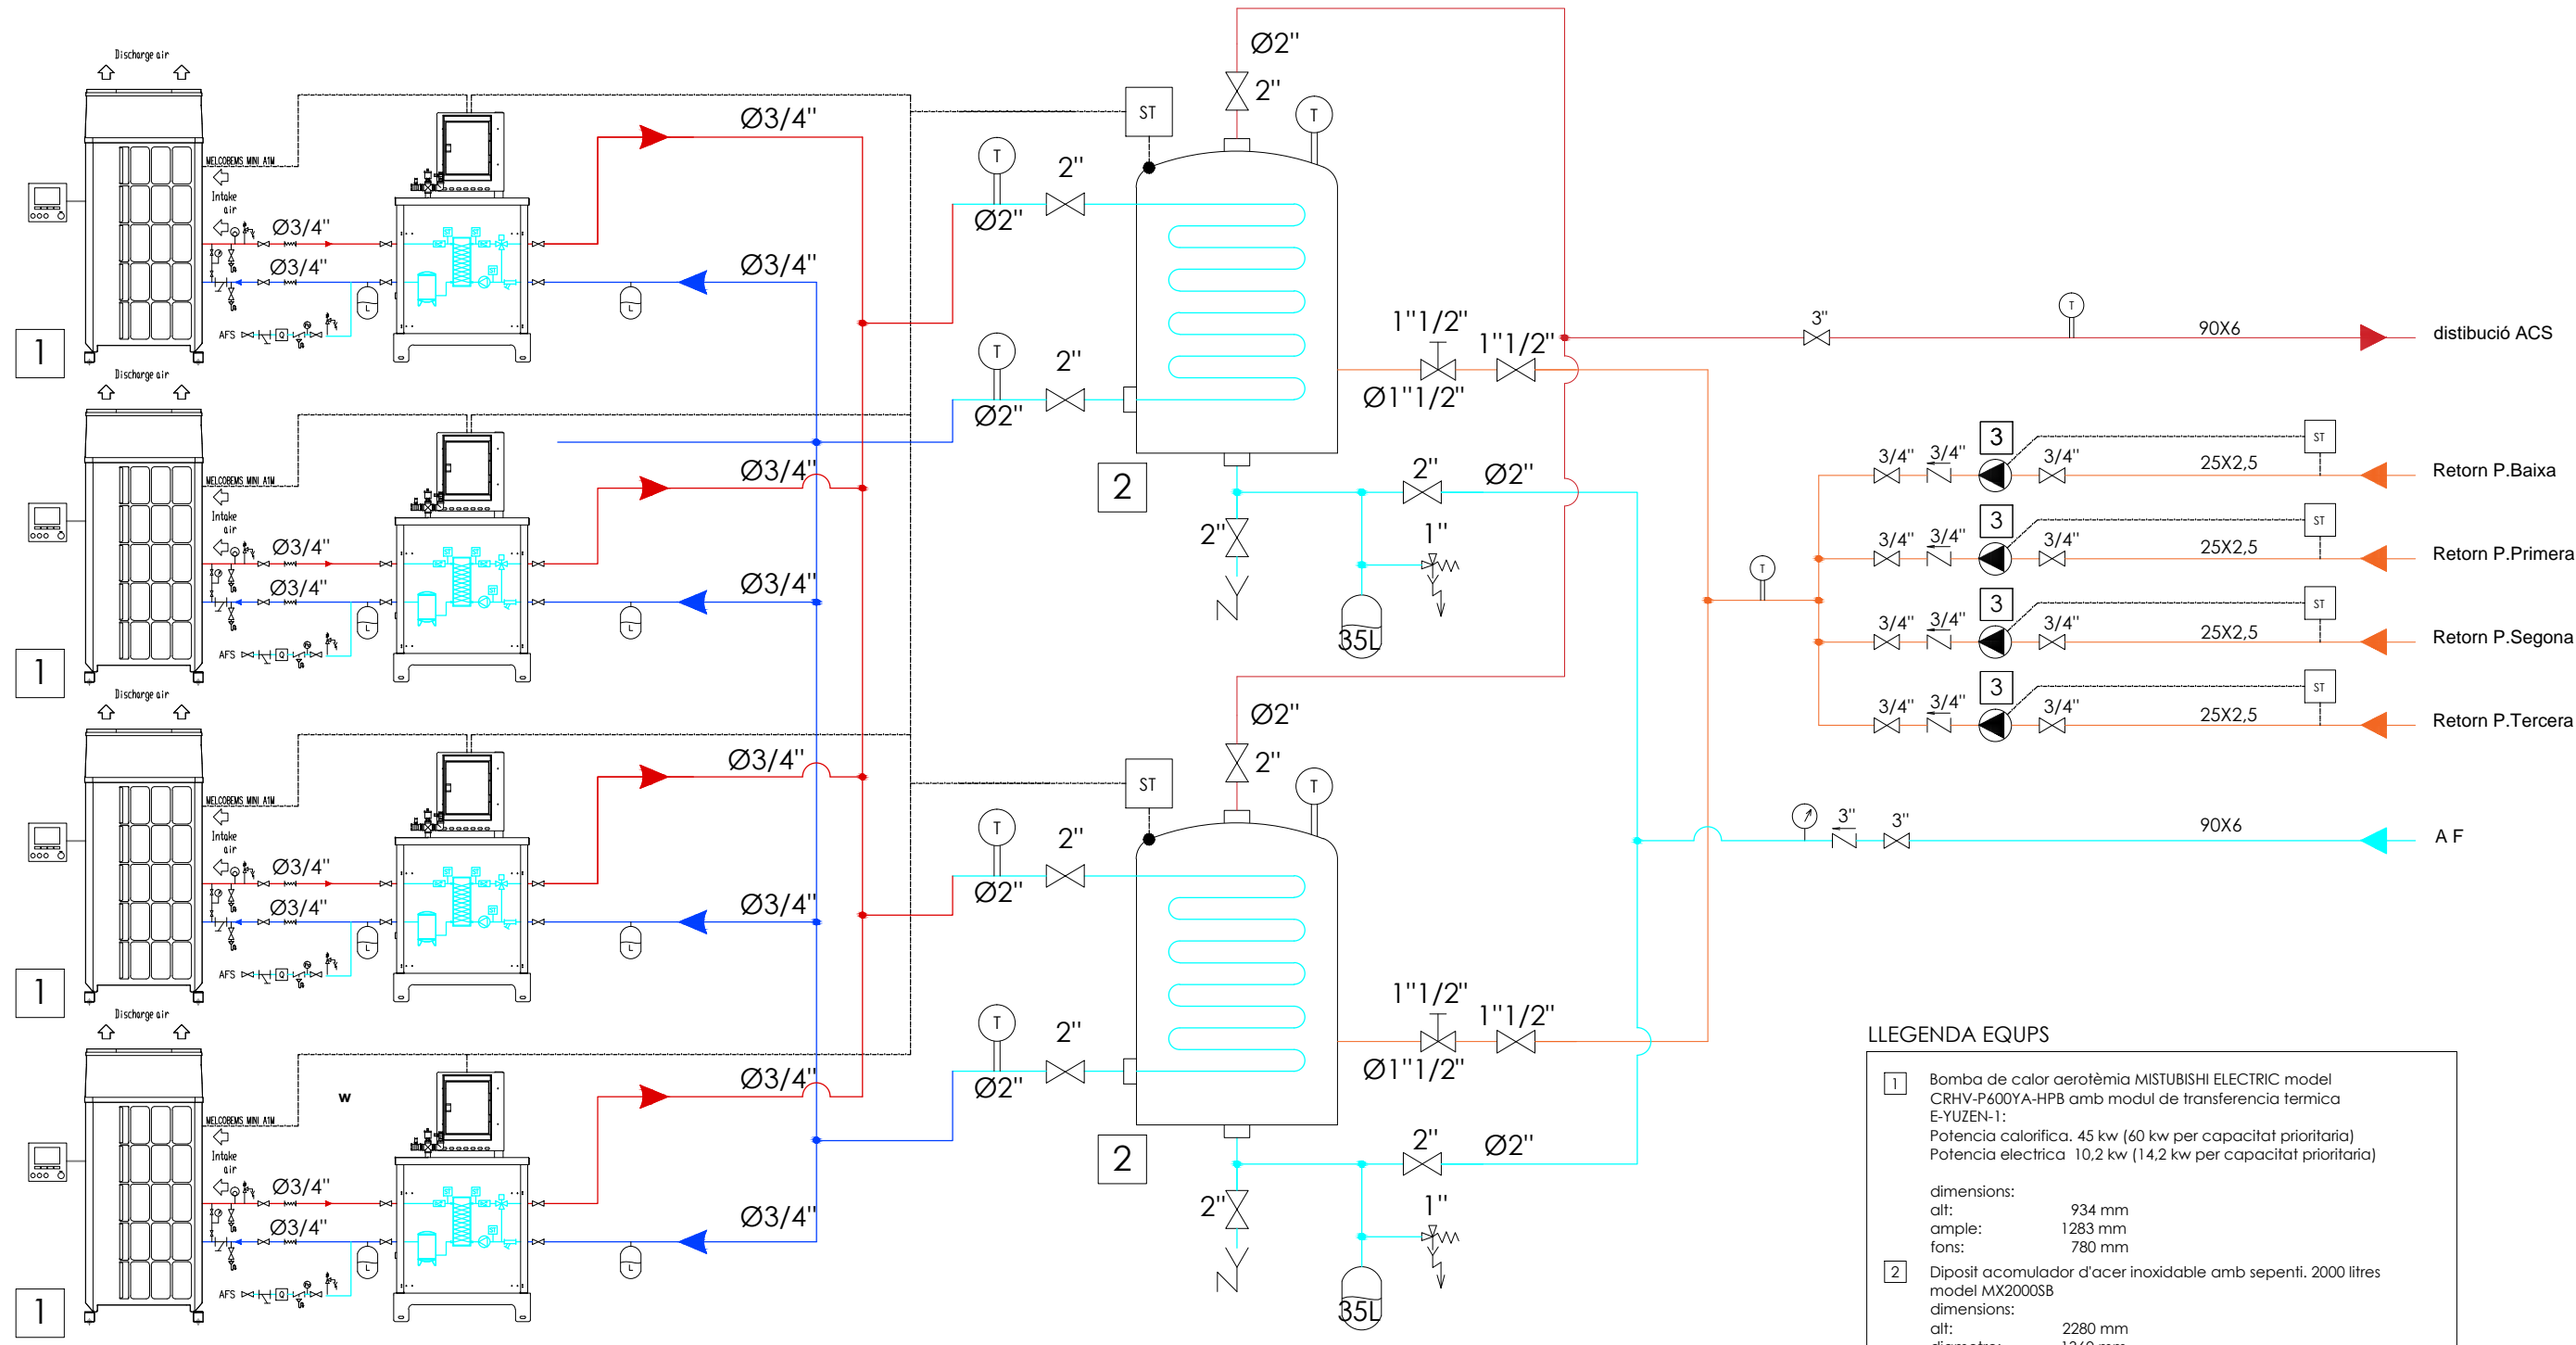 Discharge air
MELCOBEMS MINI A1M
Intake
air
Ø3/4"
Ø3/4"
AFS
Q
L
L
1
Ø3/4"
Ø3/4"
Discharge air
MELCOBEMS MINI A1M
Intake
air
Ø3/4"
Ø3/4"
AFS
Q
L
L
1
Ø3/4"
Ø3/4"
Discharge air
MELCOBEMS MINI A1M
Intake
air
Ø3/4"
Ø3/4"
AFS
Q
L
L
1
Ø3/4"
Ø3/4"
Discharge air
w
MELCOBEMS MINI A1M
Intake
air
Ø3/4"
Ø3/4"
AFS
Q
L
L
1
Ø3/4"
Ø3/4"
Ø2"
2"
ST
T
T
2"
Ø2"
T
2"
Ø2"
1"1/2"
1"1/2"
Ø1"1/2"
2
2"
Ø2"
2"
1"
35L
Ø2"
2"
ST
T
T
2"
Ø2"
T
2"
Ø2"
1"1/2"
1"1/2"
Ø1"1/2"
2
2"
Ø2"
2"
1"
35L
3"
T
90X6
distibució ACS
3/4"
3/4"
3
3/4"
25X2,5
ST
Retorn P.Baixa
3/4"
3/4"
3
3/4"
25X2,5
ST
Retorn P.Primera
T
3/4"
3/4"
3
3/4"
25X2,5
ST
Retorn P.Segona
3/4"
3/4"
3
3/4"
25X2,5
ST
Retorn P.Tercera
3"
3"
90X6
A F
LLEGENDA EQUPS
1 Bomba de calor aerotèmia MISTUBISHI ELECTRIC model
CRHV-P600YA-HPB amb modul de transferencia termica
E-YUZEN-1:
Potencia calorifica. 45 kw (60 kw per capacitat prioritaria)
Potencia electrica 10,2 kw (14,2 kw per capacitat prioritaria)
dimensions:
alt: 934 mm
ample: 1283 mm
fons: 780 mm
2 Diposit acomulador d'acer inoxidable amb sepenti. 2000 litres
model MX2000SB
dimensions:
alt: 2280 mm